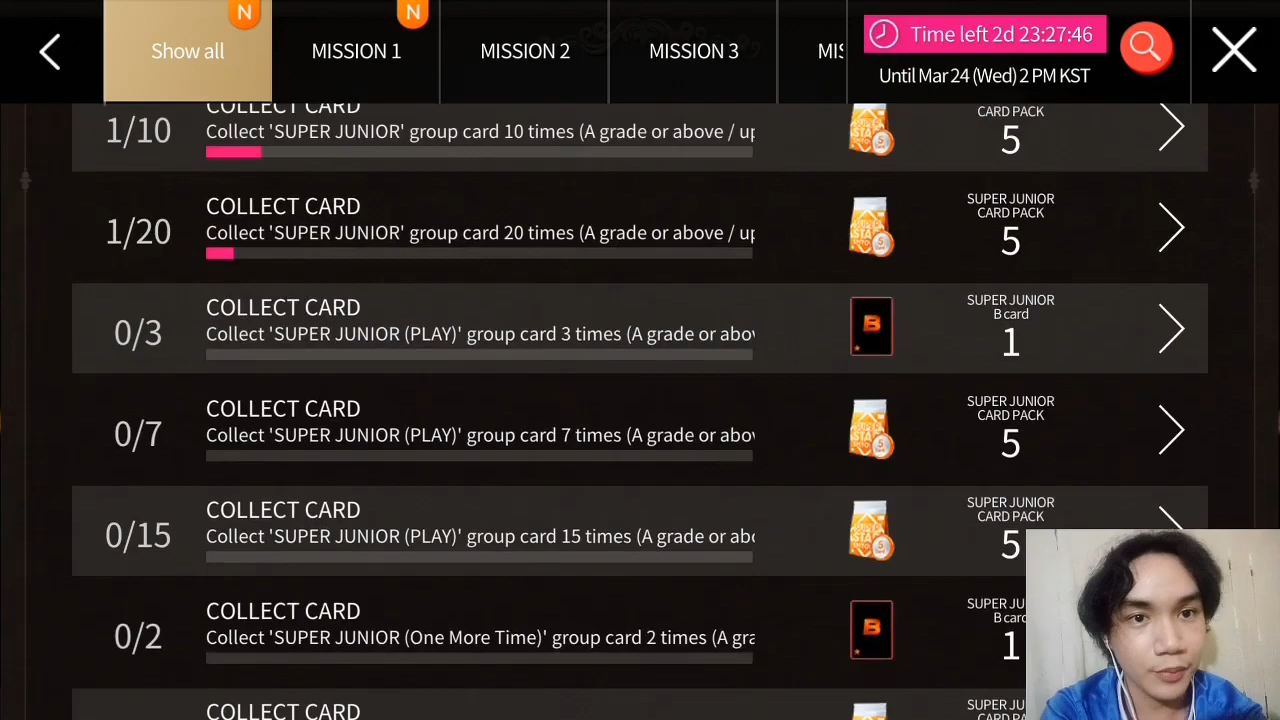 N
N
Show all
MISSION 1
MISSION 2
MISSION 3
MIS
Time left 2d 23:27:46
Until Mar 24 (Wed) 2 PM KST
1/10
COLLECT CARD
Collect 'SUPER JUNIOR' group card 10 times (A grade or above / up
CARD PACK
5
1/20
COLLECT CARD
Collect 'SUPER JUNIOR' group card 20 times (A grade or above / up
SUPER JUNIOR
CARD PACK
5
0/3
COLLECT CARD
Collect 'SUPER JUNIOR (PLAY)' group card 3 times (A grade or abov
B
SUPER JUNIOR
B card
1
0/7
COLLECT CARD
Collect 'SUPER JUNIOR (PLAY)' group card 7 times (A grade or abov
SUPER JUNIOR
CARD PACK
5
0/15
COLLECT CARD
Collect 'SUPER JUNIOR (PLAY)' group card 15 times (A grade or abo
SUPER JUNIOR
CARD PACK
5
0/2
COLLECT CARD
Collect 'SUPER JUNIOR (One More Time)' group card 2 times (A gra
B
SUPER JU
B card
1
COLLECT CARD
SUPER JU